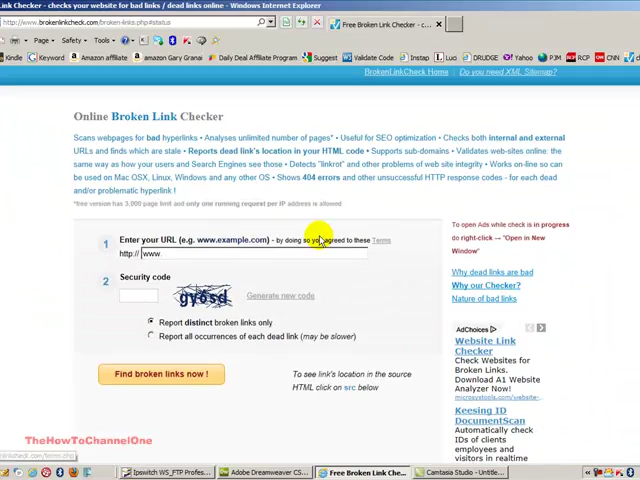 Link Checker - checks your website for bad links / dead links online - Windows Internet Explorer
http://www.brokenlinkcheck.com/broken-links.php#status
Free Broken Link Checker - c...
Page Safety Tools
Kindle Keyword Amazon affiliate amazon Gary Granai Daily Deal Affiliate Program Suggest Validate Code Instap Luci DRUDGE Yahoo PJM Word Cou
BrokenLinkCheck Home Do you need XML Sitemap?
Online Broken Link Checker
Scans webpages for bad hyperlinks • Analyses unlimited number of pages* • Useful for SEO optimization • Checks both internal and external
URLs and finds which are stale • Reports dead link's location in your HTML code • Supports sub-domains • Validates web-sites online: the
same way as how your users and Search Engines see those • Detects "linkrot" and other problems of web site integrity • Works on-line so can
be used on Mac OSX, Linux, Windows and any other OS • Shows 404 errors and other unsuccessful HTTP response codes - for each dead
and/or problematic hyperlink !
*free version has 3,000 page limit and only one running request per IP address is allowed
1 Enter your URL (e.g. www.example.com) - by doing so you agreed to these Terms
http:// www
2 Security code
gy6sd Generate new code
Report distinct broken links only
Report all occurrences of each dead link (may be slower)
Find broken links now !
To see link's location in the source
HTML click on src below
To open Ads while check is in progress
do right-click → "Open in New
Window"
Why dead links are bad
Why our Checker?
Nature of bad links
AdChoices
Website Link
Checker
Check Websites for
Broken Links.
Download A1 Website
Analyzer Now!
microsystools.com/website...
Keesing ID
DocumentScan
Automatically check
IDs of clients
employees or
visitors in
TheHowToChannelOne
Ipswitch WS_FTP Profes...
Adobe Dreamweaver CS...
Free Broken Link Che...
Camtasia Studio - Untitle...